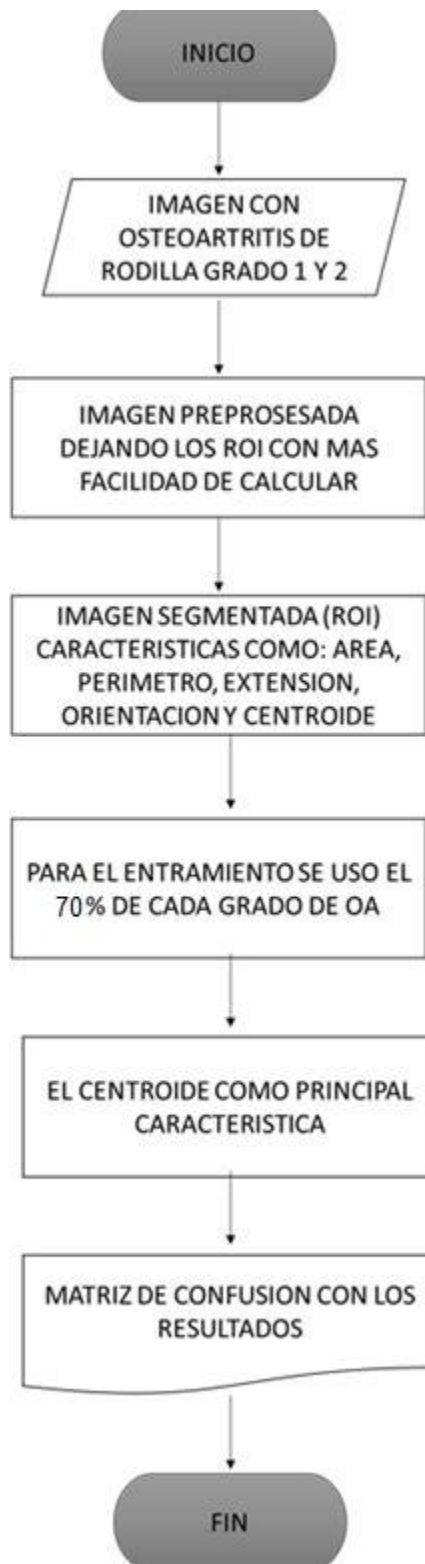 INICIO
IMAGEN CON
OSTEOARTRITIS DE
RODILLA GRADO 1 Y 2
IMAGEN PREPROSESADA
DEJANDO LOS ROI CON MAS
FACILIDAD DE CALCULAR
IMAGEN SEGMENTADA (ROI)
CARACTERISTICAS COMO: AREA,
PERIMETRO, EXTENSION,
ORIENTACION Y CENTROIDE
PARA EL ENTRAMIENTO SE USO EL
70% DE CADA GRADO DE OA
EL CENTROIDE COMO PRINCIPAL
CARACTERISTICA
MATRIZ DE CONFUSION CON LOS
RESULTADOS
FIN